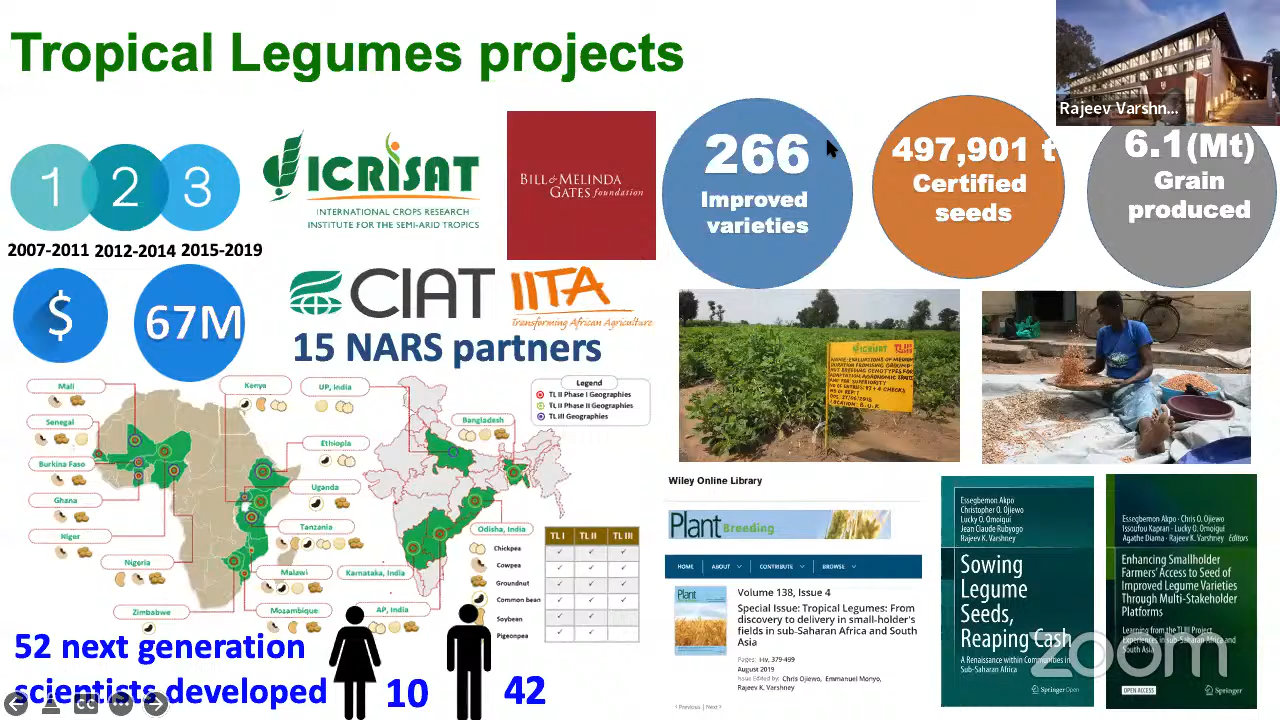 Tropical Legumes projects
Rajeev Varshn...
1 2 3
2007-2011 2012-2014 2015-2019
ICRISAT
INTERNATIONAL CROPS RESEARCH
INSTITUTE FOR THE SEMI-ARID TROPICS
BILL & MELINDA
GATES foundation
266
Improved
varieties
497,901 t
Certified
seeds
6.1(Mt)
Grain
produced
$ 67M
CIAT
IITA
Transforming African Agriculture
15 NARS partners
Mali
Senegal
Burkina Faso
Ghana
Niger
Nigeria
Zimbabwe
Kenya
UP, India
Ethiopia
Uganda
Tanzania
Malawi
Mozambique
Karnataka, India
AP, India
Bangladesh
Odisha, India
Legend
TL II Phase I Geographies
TL II Phase II Geographies
TL III Geographies
TL I TL II TL III
Chickpea
Cowpea
Groundnut
Common bean
Soybean
Pigeonpea
52 next generation
scientists developed
10
42
ICRISAT
Wiley Online Library
Plant Breeding
HOME ABOUT CONTRIBUTE BROWSE
Plant
Volume 138, Issue 4
Special Issue: Tropical Legumes: From
discovery to delivery in small-holder's
fields in sub-Saharan Africa and South
Asia
Pages: i-iv, 379-499
August 2019
Issue Edited by: Chris Ojiewo, Emmanuel Monyo,
Rajeev K. Varshney
< Previous | Next >
Essegbemon Akpo
Christopher O. Ojiewo
Lucky O. Omoigui
Jean Claude Rubyogo
Rajeev K. Varshney
Sowing
Legume
Seeds,
Reaping Cash
A Renaissance within Communities in
Sub-Saharan Africa
Springer Open
Essegbemon Akpo · Chris O. Ojiewo
Issoufou Kapran · Lucky O. Omoigui
Agathe Diama · Rajeev K. Varshney Editors
Enhancing Smallholder
Farmers' Access to Seed of
Improved Legume Varieties
Through Multi-Stakeholder
Platforms
Learning from the TLIII Project
Experiences in sub-Saharan Africa and
South Asia
OPEN ACCESS
Springer
zoom
CC